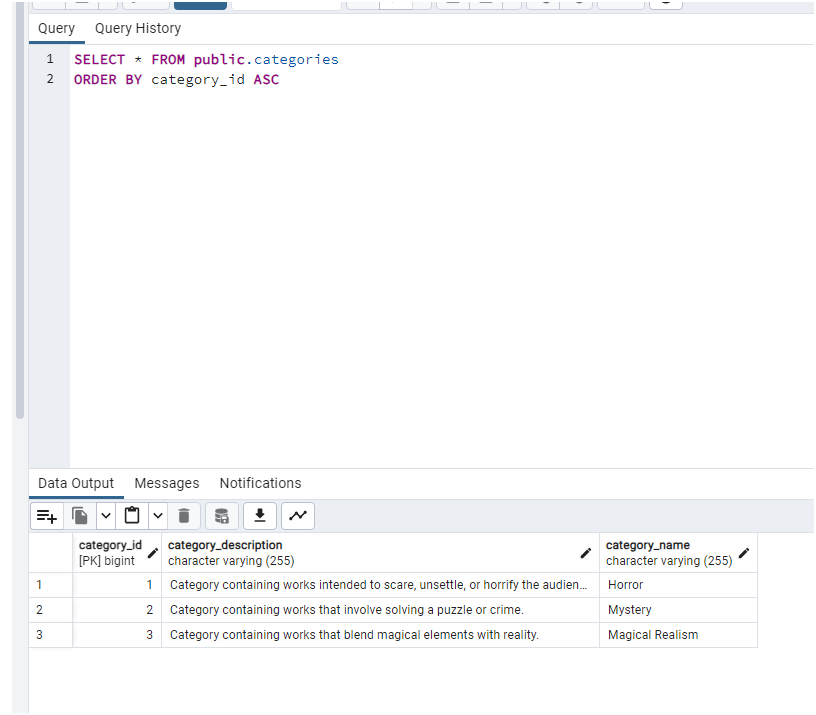 Query Query History
1 SELECT * FROM public.categories
2 ORDER BY category_id ASC
Data Output Messages Notifications
category_id category_description category_name
[PK] bigint character varying (255) character varying (255)
1 1 Category containing works intended to scare, unsettle, or horrify the audien... Horror
2 2 Category containing works that involve solving a puzzle or crime. Mystery
3 3 Category containing works that blend magical elements with reality. Magical Realism